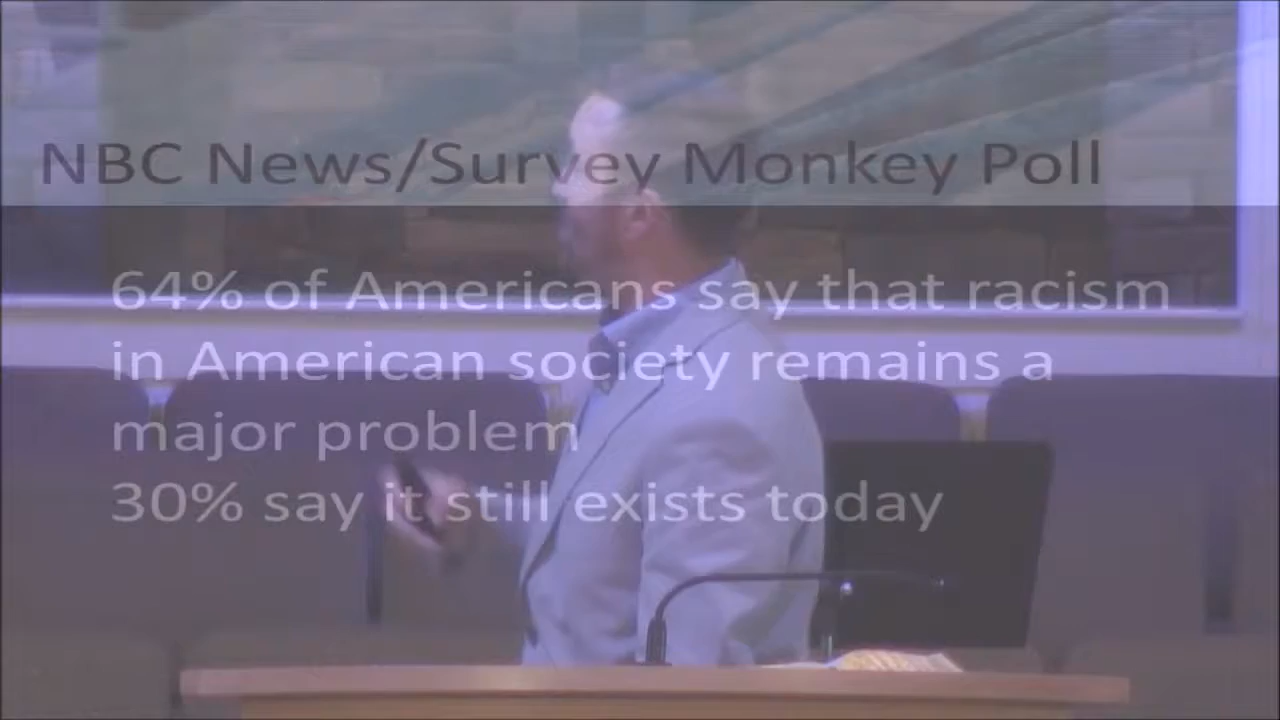 NBC News/Survey Monkey Poll
64% of Americans say that racism
in American society remains a
major problem
30% say it still exists today